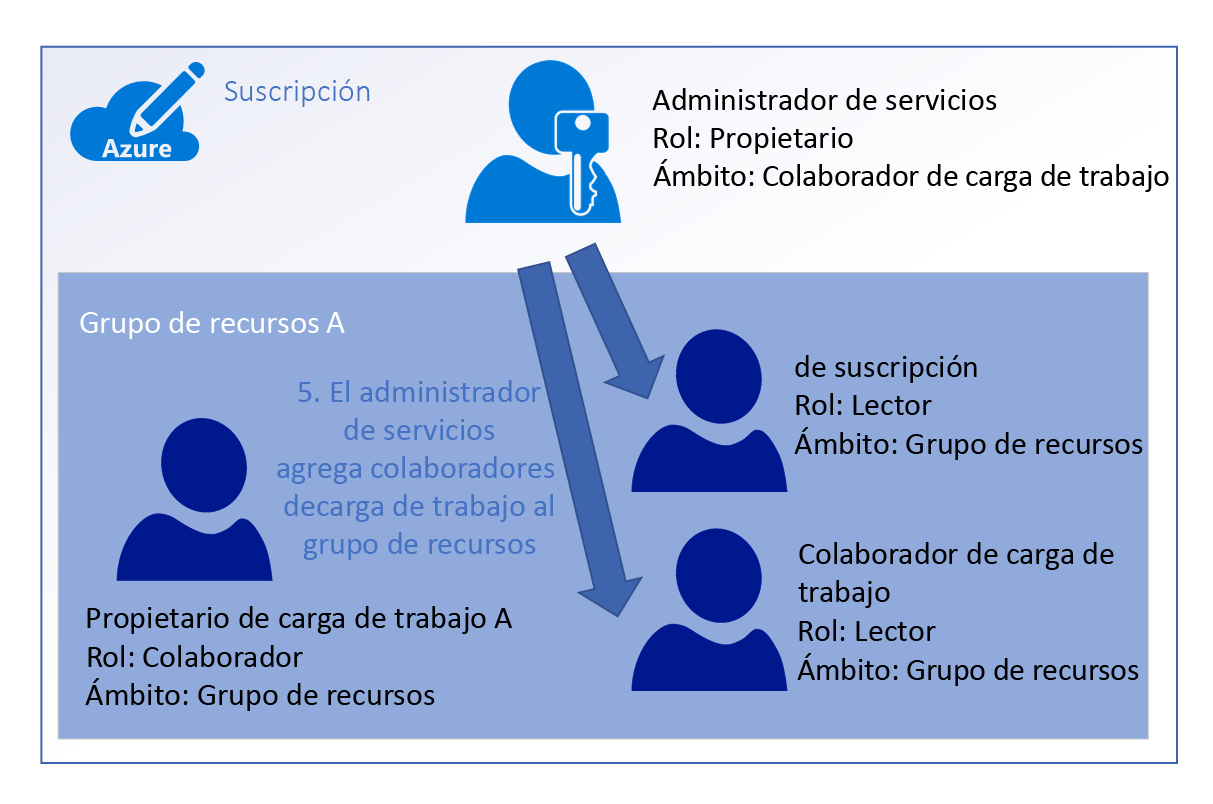 Azure
Suscripción
Administrador de servicios
Rol: Propietario
Ámbito: Colaborador de carga de trabajo
Grupo de recursos A
5. El administrador
de servicios
agrega colaboradores
decarga de trabajo al
grupo de recursos
de suscripción
Rol: Lector
Ámbito: Grupo de recursos
Propietario de carga de trabajo A
Rol: Colaborador
Ámbito: Grupo de recursos
Colaborador de carga de
trabajo
Rol: Lector
Ámbito: Grupo de recursos